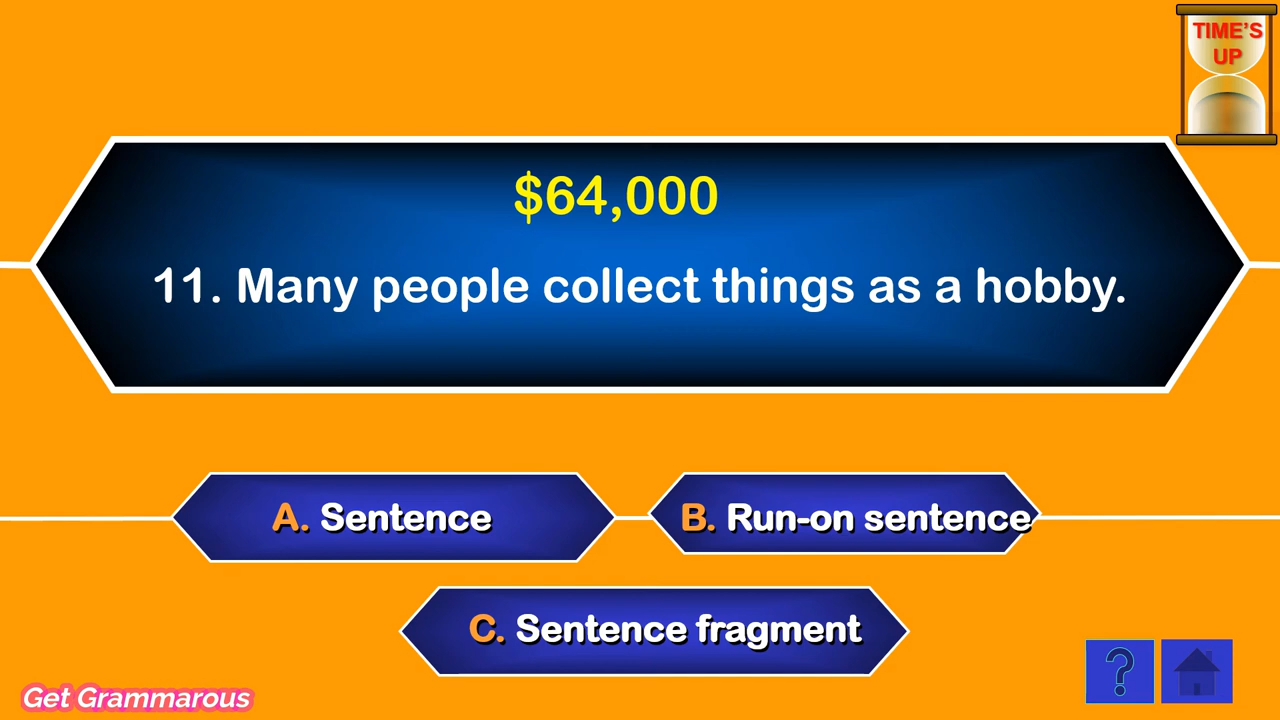 TIME'S
UP
$64,000
11. Many people collect things as a hobby.
A. Sentence
B. Run-on sentence
C. Sentence fragment
?
Get Grammarous